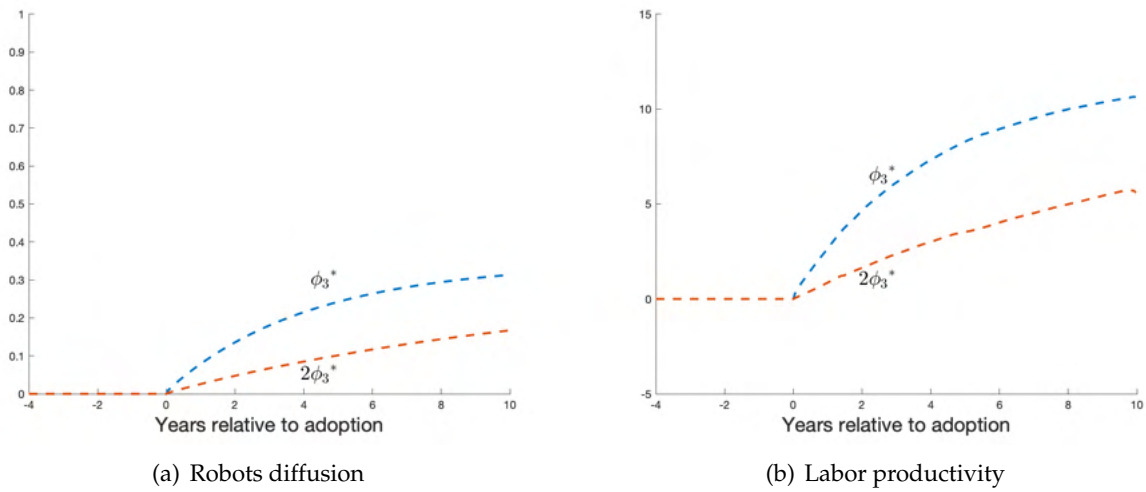 1
0.9
0.8
0.7
0.6
0.5
0.4
0.3
0.2
0.1
0
-4 -2 0 2 4 6 8 10
ϕ₃*
2ϕ₃*
Years relative to adoption
(a) Robots diffusion
15
10
5
0
-5
-4 -2 0 2 4 6 8 10
ϕ₃*
2ϕ₃*
Years relative to adoption
(b) Labor productivity